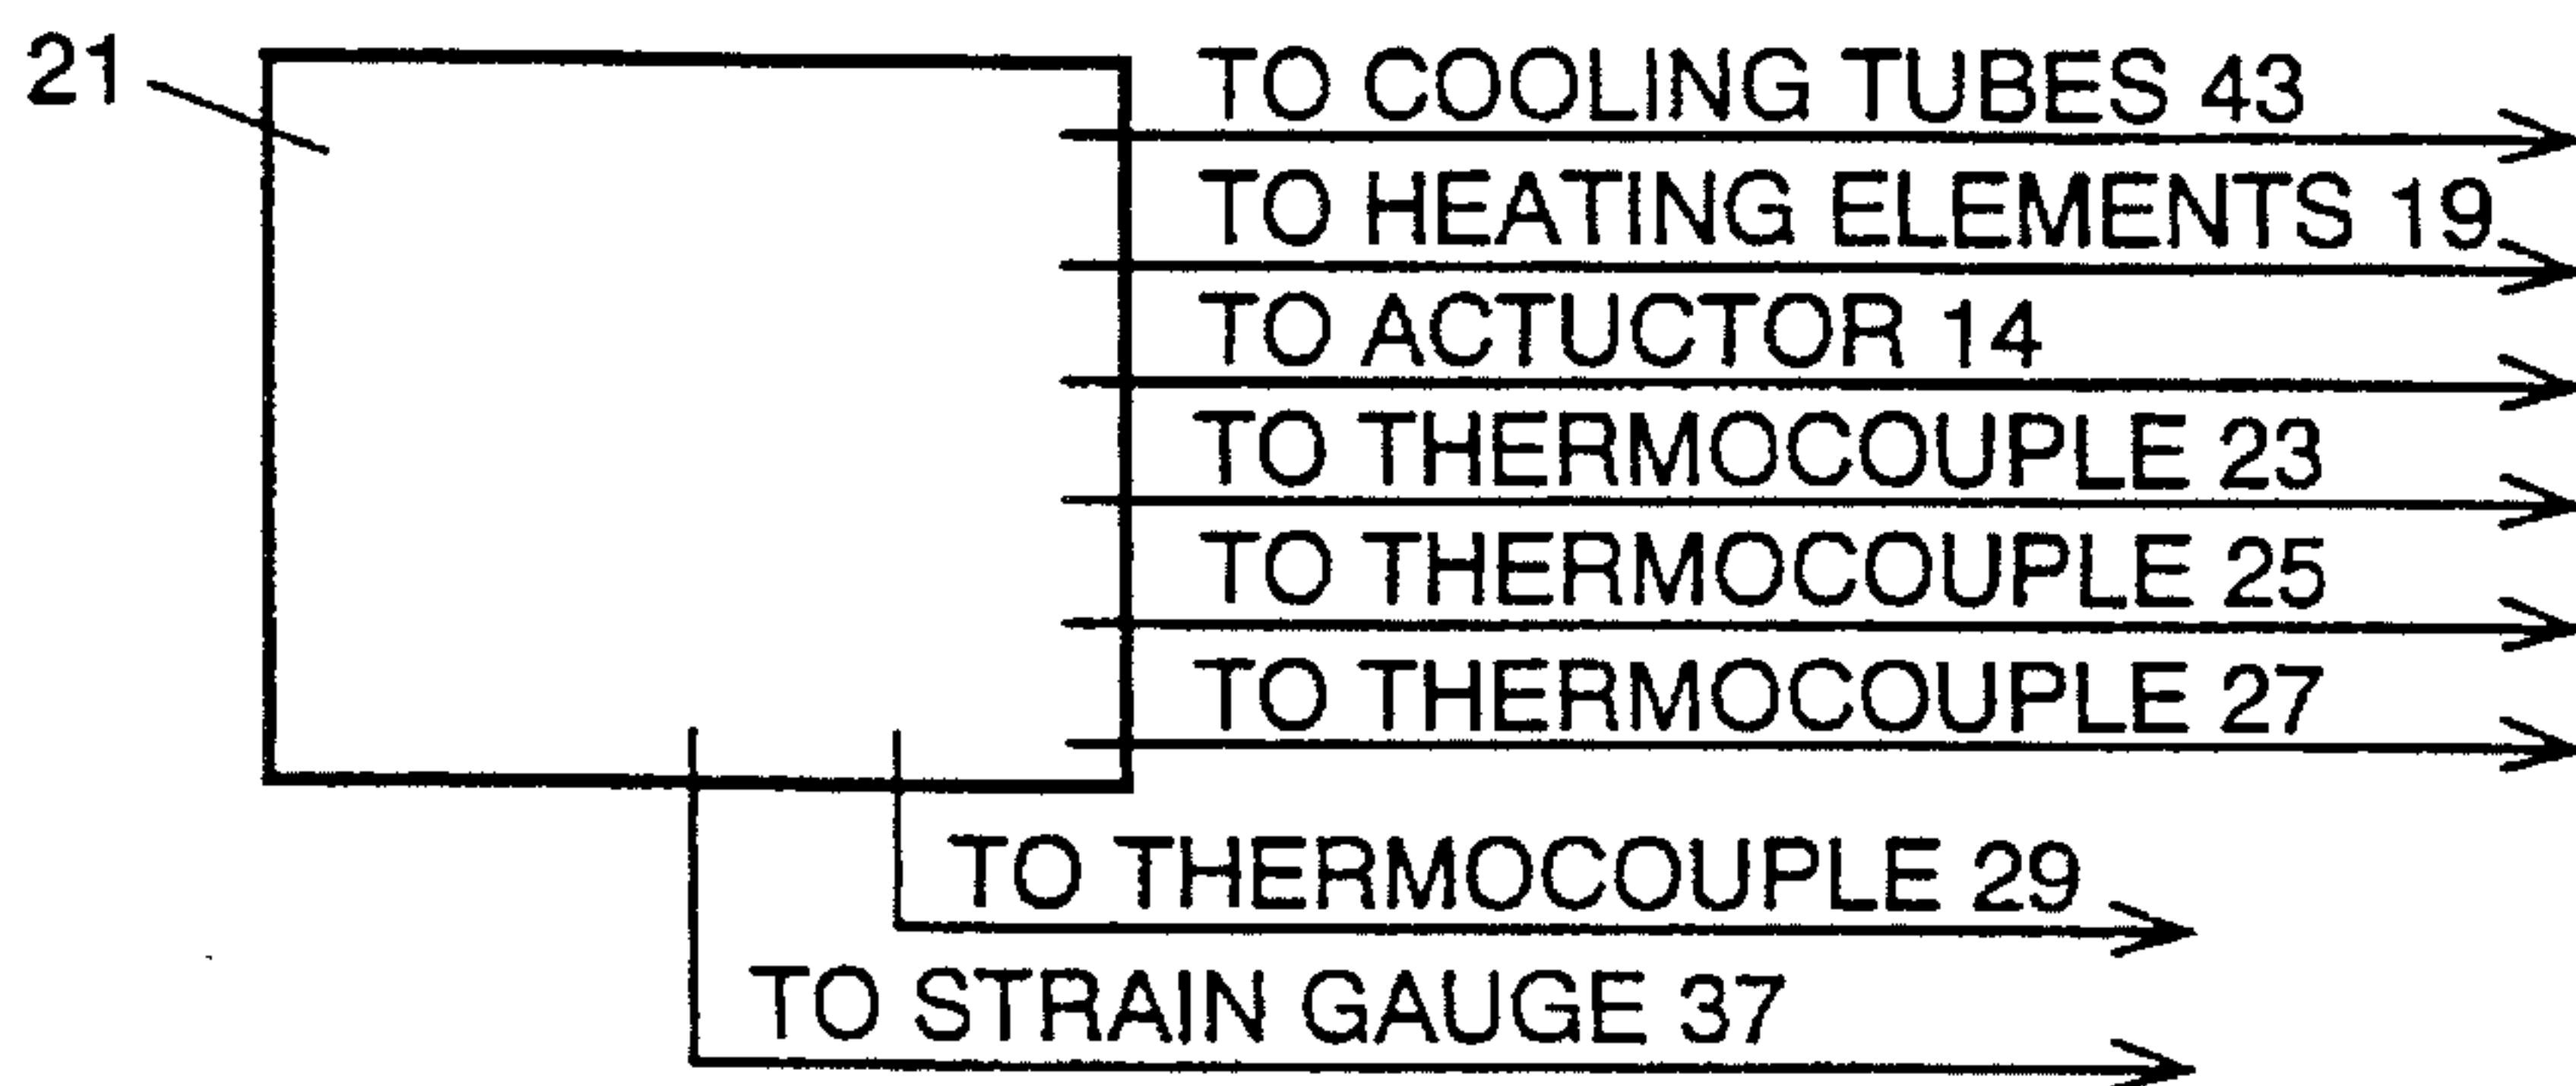 21
TO COOLING TUBES 43
TO HEATING ELEMENTS 19
TO ACTUCTOR 14
TO THERMOCOUPLE 23
TO THERMOCOUPLE 25
TO THERMOCOUPLE 27
TO THERMOCOUPLE 29
TO STRAIN GAUGE 37